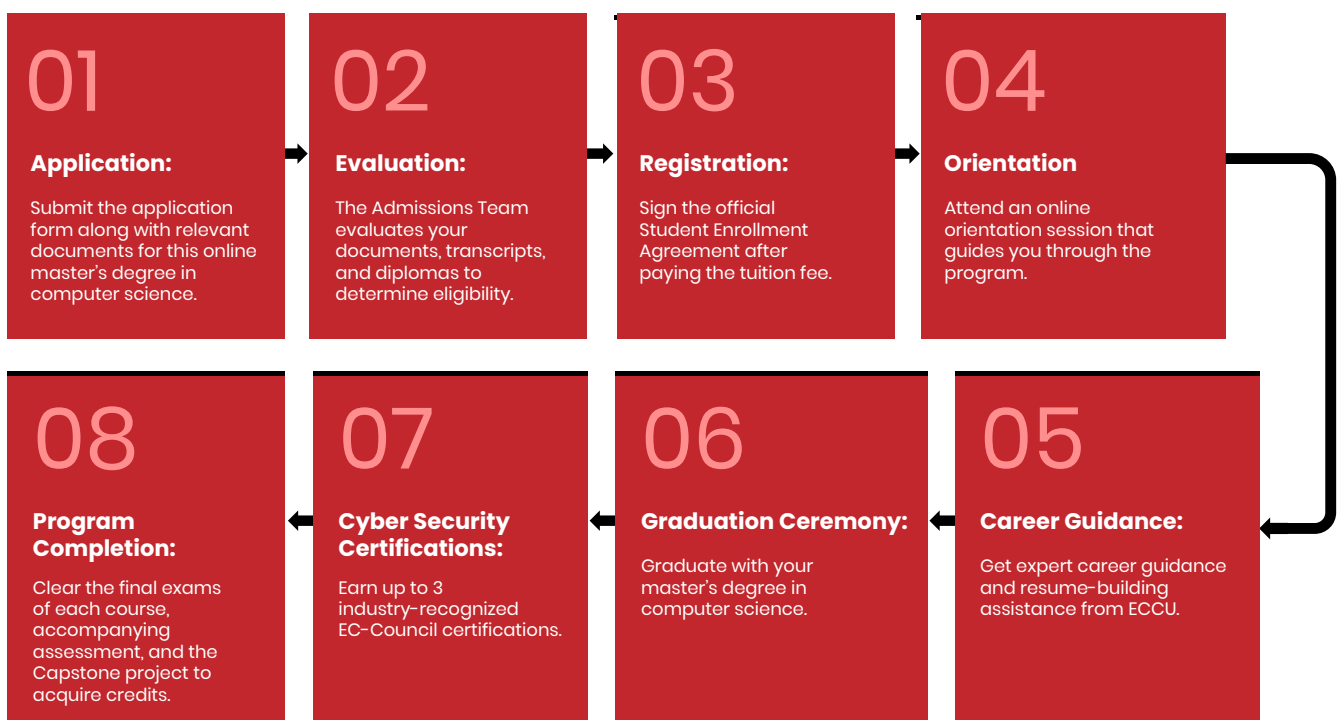 01
Application:
Submit the application
form along with relevant
documents for this online
master's degree in
computer science.
02
Evaluation:
The Admissions Team
evaluates your
documents, transcripts,
and diplomas to
determine eligibility.
03
Registration:
Sign the official
Student Enrollment
Agreement after
paying the tuition fee.
04
Orientation
Attend an online
orientation session that
guides you through the
program.
05
Career Guidance:
Get expert career guidance
and resume-building
assistance from ECCU.
06
Graduation Ceremony:
Graduate with your
master's degree in
computer science.
07
Cyber Security
Certifications:
Earn up to 3
industry-recognized
EC-Council certifications.
08
Program
Completion:
Clear the final exams
of each course,
accompanying
assessment, and the
Capstone project to
acquire credits.